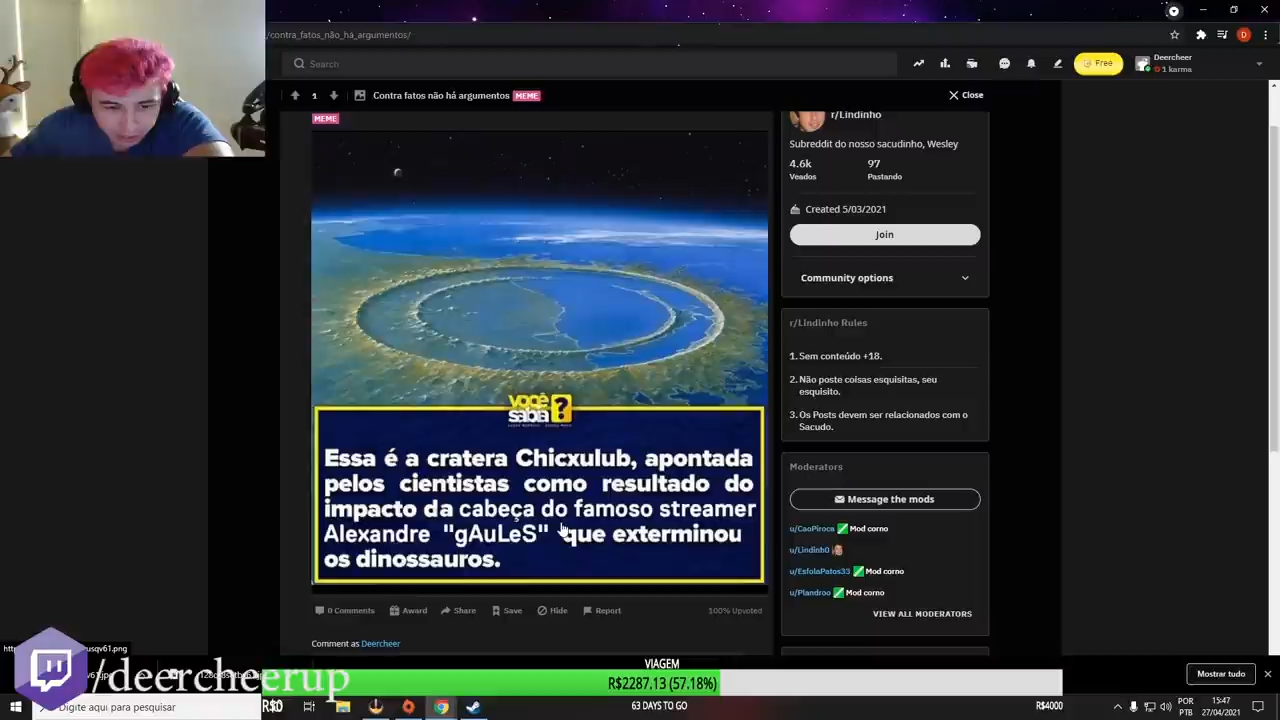 /contra_fatos_não_há_argumentos/
Search
Free
Deercheer
1 karma
1
Contra fatos não há argumentos MEME
Close
MEME
r/Lindinho
Subreddit do nosso sacudinho, Wesley
4.6k
97
Veados
Pastando
Created 5/03/2021
Join
Community options
r/Lindinho Rules
1. Sem conteúdo +18.
2. Não poste coisas esquisitas, seu
esquisito.
3. Os Posts devem ser relacionados com o
Sacudo.
Moderators
Message the mods
u/CaoPiroca Mod corno
u/Lindinh0
u/EsfolaPatos33 Mod corno
u/Plandroo Mod corno
VIEW ALL MODERATORS
você
sabia ?
Essa é a cratera Chicxulub, apontada
pelos cientistas como resultado do
impacto da cabeça do famoso streamer
Alexandre "gAuLeS" que exterminou
os dinossauros.
0 Comments
Award
Share
Save
Hide
Report
100% Upvoted
Comment as Deercheer
/deercheerup
VIAGEM
R$2287.13 (57.18%)
R$0
63 DAYS TO GO
R$4000
Mostrar tudo
Digite aqui para pesquisar
POR
PTB
15:47
27/04/2021